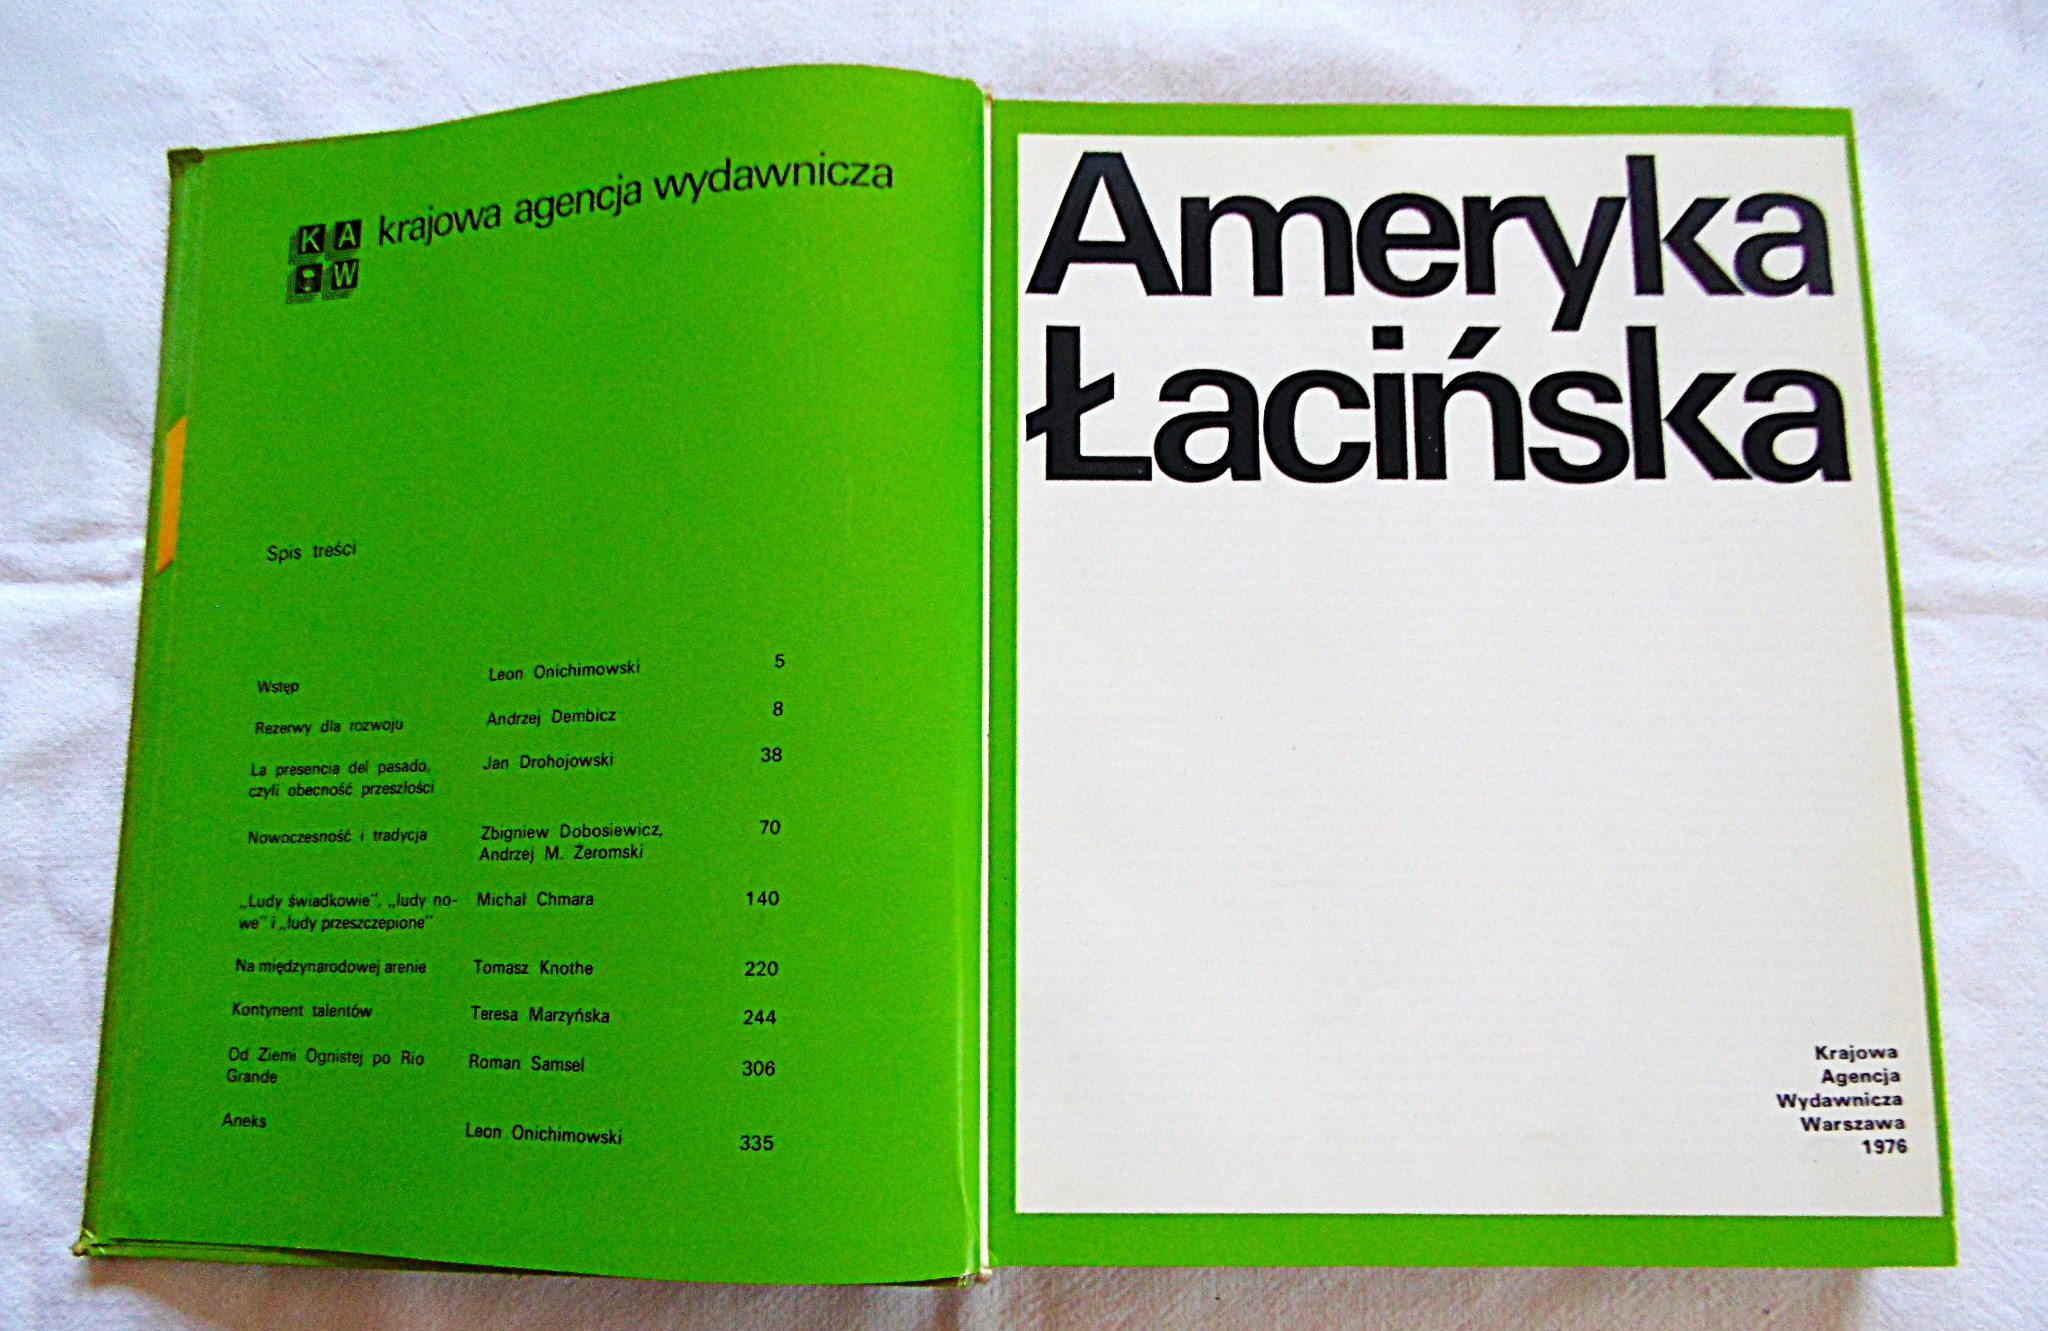 K A krajowa agencja wydawnicza
W
Spis treści
Wstęp Leon Onichimowski 5
Rezerwy dla rozwoju Andrzej Dembicz 8
La presencia del pasado, Jan Drohojowski 38
czyli obecność przeszłości
Nowoczesność i tradycja Zbigniew Dobosiewicz, 70
Andrzej M. Żeromski
„Ludy świadkowie”, „ludy no- Michał Chmara 140
we” i „ludy przeszczepione”
Na międzynarodowej arenie Tomasz Knothe 220
Kontynent talentów Teresa Marzyńska 244
Od Ziemi Ognistej po Rio Roman Samsel 306
Grande
Aneks Leon Onichimowski 335
Ameryka
Łacińska
Krajowa
Agencja
Wydawnicza
Warszawa
1976